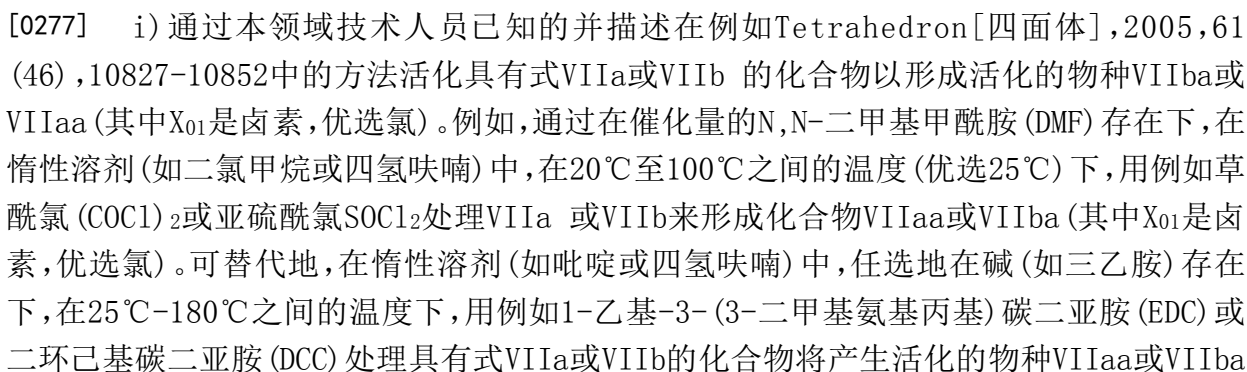 [0277] i)通过本领域技术人员已知的并描述在例如Tetrahedron[四面体],2005,61
(46),10827-10852中的方法活化具有式VIIa或VIIb 的化合物以形成活化的物种VIIba或
VIIaa(其中X₀₁是卤素,优选氯)。例如,通过在催化量的N,N-二甲基甲酰胺(DMF)存在下,在
惰性溶剂(如二氯甲烷或四氢呋喃)中,在20℃至100℃之间的温度(优选25℃)下,用例如草
酰氯(COCl)₂或亚硫酰氯SOCl₂处理VIIa 或VIIb来形成化合物VIIaa或VIIba(其中X₀₁是卤
素,优选氯)。可替代地,在惰性溶剂(如吡啶或四氢呋喃)中,任选地在碱(如三乙胺)存在
下,在25℃-180℃之间的温度下,用例如1-乙基-3-(3-二甲基氨基丙基)碳二亚胺(EDC)或
二环己基碳二亚胺(DCC)处理具有式VIIa或VIIb的化合物将产生活化的物种VIIaa或VIIba